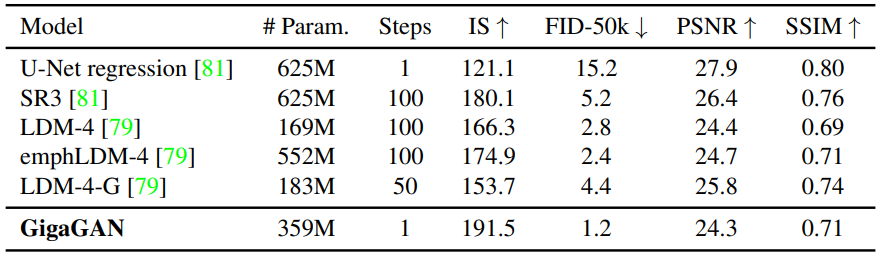 Model # Param. Steps IS ↑ FID-50k ↓ PSNR ↑ SSIM ↑
U-Net regression [81] 625M 1 121.1 15.2 27.9 0.80
SR3 [81] 625M 100 180.1 5.2 26.4 0.76
LDM-4 [79] 169M 100 166.3 2.8 24.4 0.69
emphLDM-4 [79] 552M 100 174.9 2.4 24.7 0.71
LDM-4-G [79] 183M 50 153.7 4.4 25.8 0.74
GigaGAN 359M 1 191.5 1.2 24.3 0.71